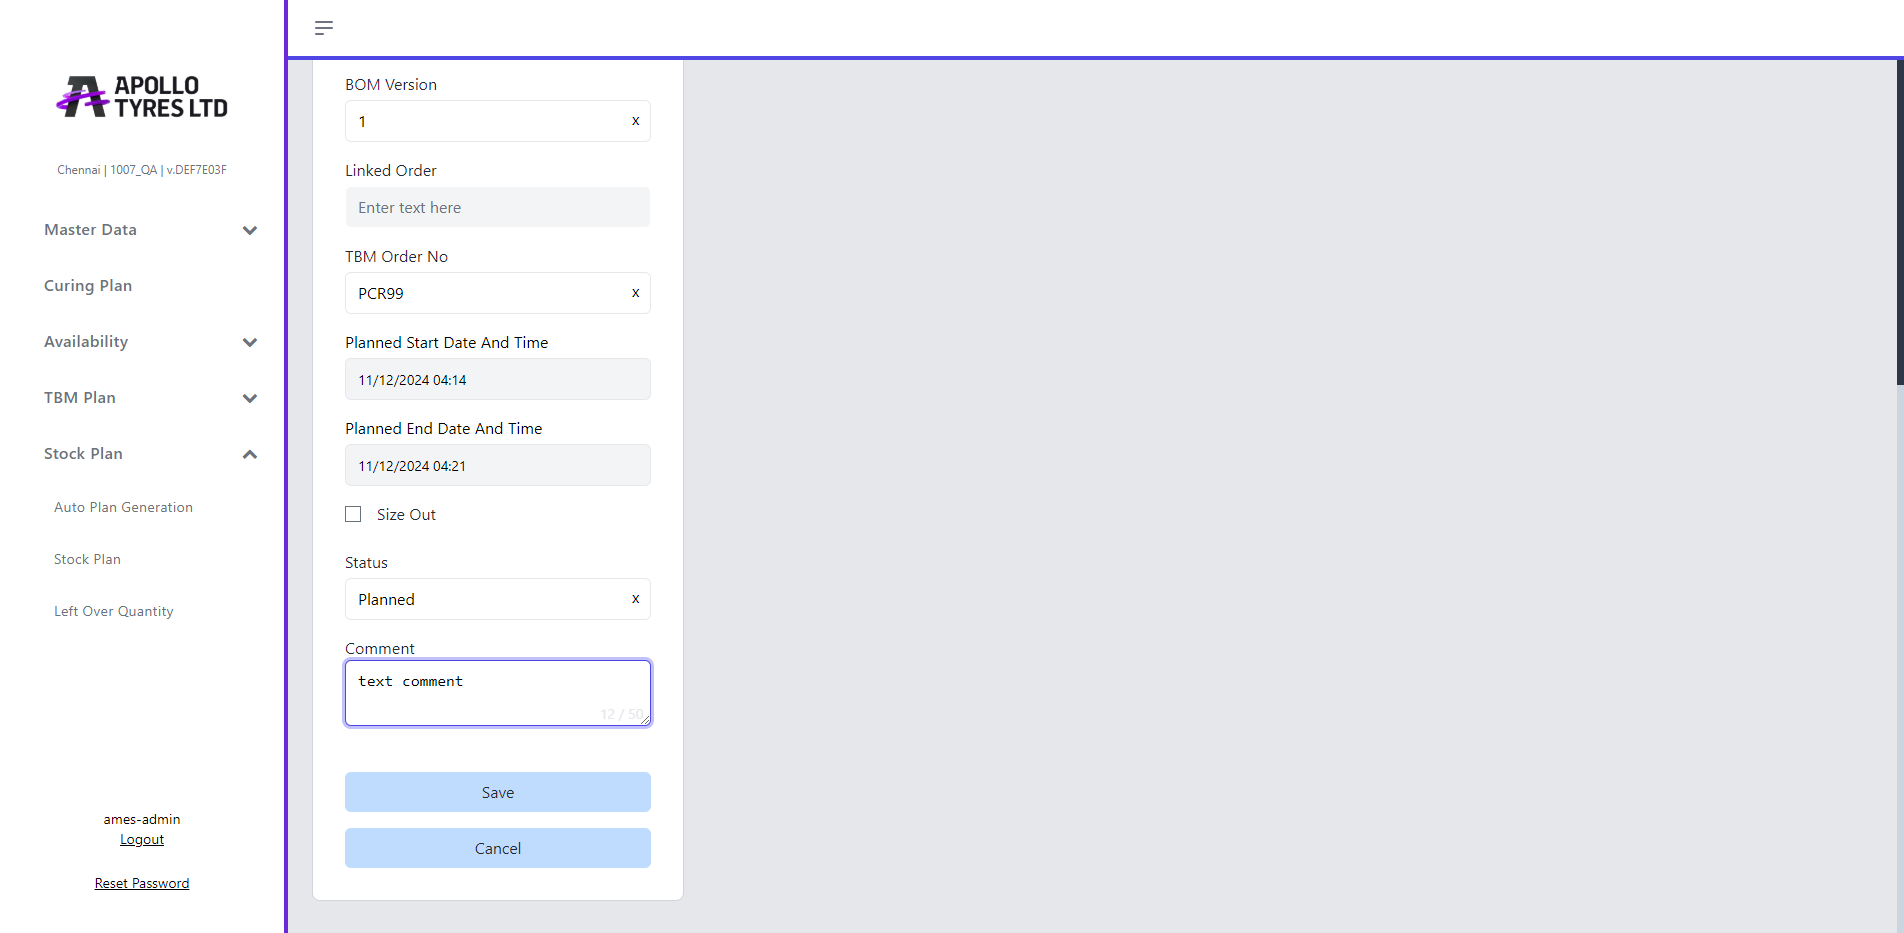 APOLLO
TYRES LTD
Chennai | 1007_QA | v.DEF7E03F
Master Data
Curing Plan
Availability
TBM Plan
Stock Plan
Auto Plan Generation
Stock Plan
Left Over Quantity
ames-admin
Logout
Reset Password
BOM Version
1 x
Linked Order
Enter text here
TBM Order No
PCR99 x
Planned Start Date And Time
11/12/2024 04:14
Planned End Date And Time
11/12/2024 04:21
Size Out
Status
Planned x
Comment
text comment
12 / 50
Save
Cancel